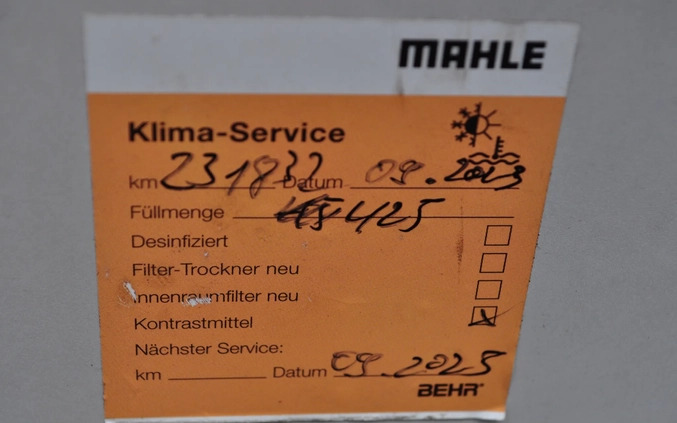 MAHLE
Klima-Service
km 231832 Datum 09.2023
Füllmenge 425
Desinfiziert
Filter-Trockner neu
Innenraumfilter neu
Kontrastmittel
Nächster Service:
km Datum 09.2025
BEHR